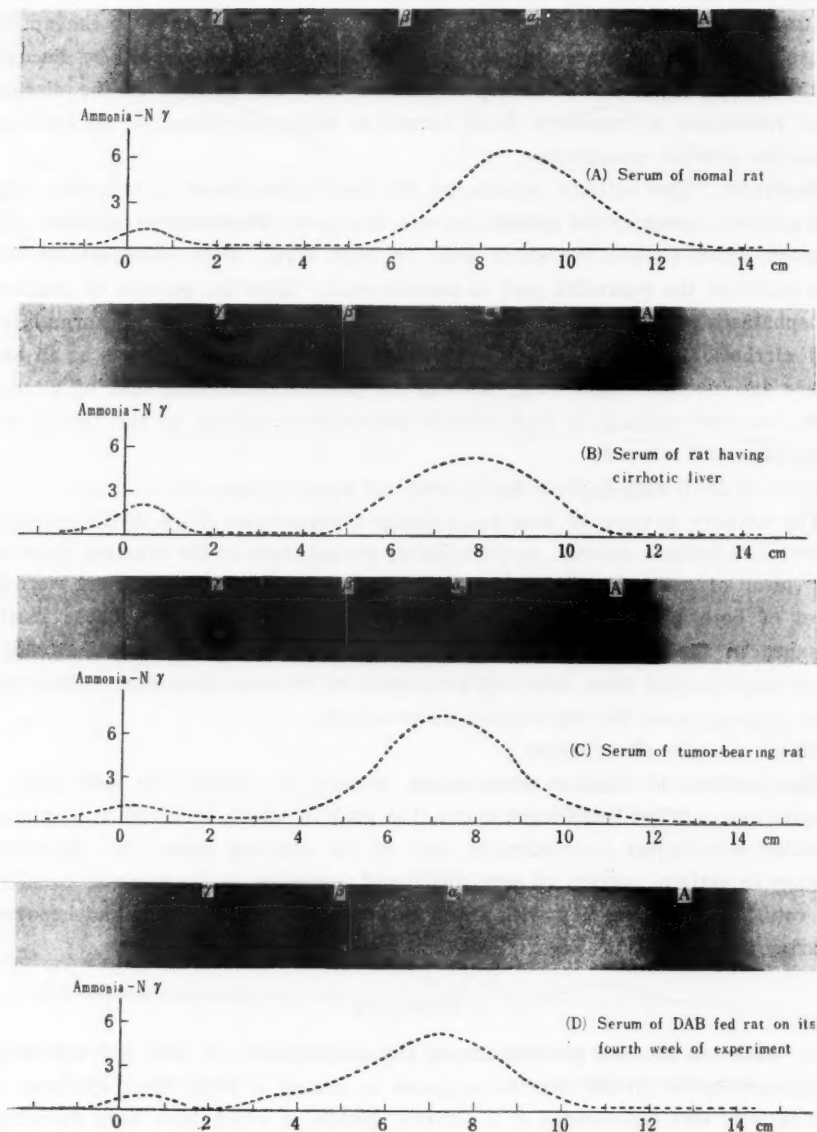 γ β α A
Ammonia-N γ
6
3
(A) Serum of nomal rat
0 2 4 6 8 10 12 14 cm
γ β α A
Ammonia-N γ
6
3
(B) Serum of rat having
cirrhotic liver
0 2 4 6 8 10 12 14 cm
γ β α A
Ammonia-N γ
6
3
(C) Serum of tumor-bearing rat
0 2 4 6 8 10 12 14 cm
γ β α A
Ammonia-N γ
6
3
(D) Serum of DAB fed rat on its
fourth week of experiment
0 2 4 6 8 10 12 14 cm